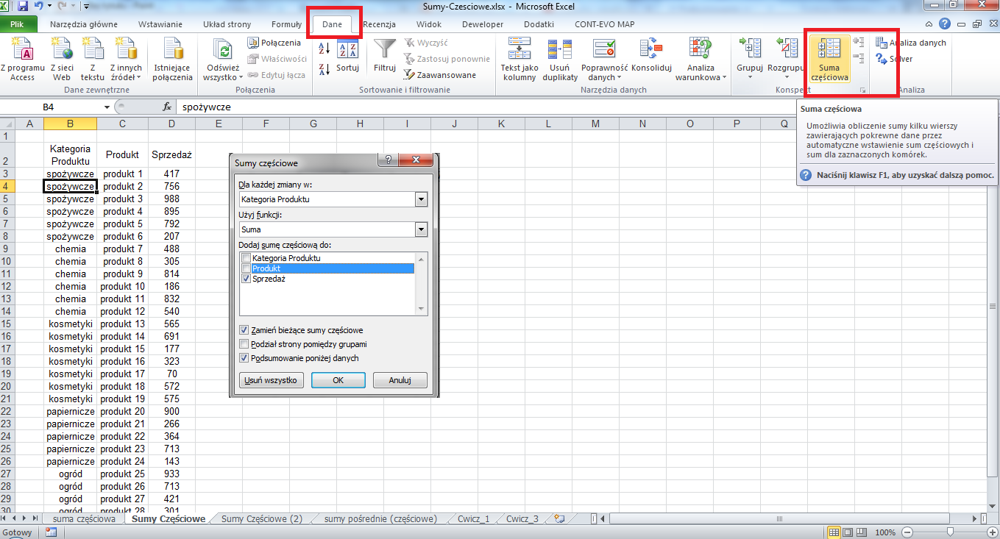 Sumy-Czesciowe.xlsx - Microsoft Excel
Plik Narzędzia główne Wstawianie Układ strony Formuły Dane Recenzja Widok Deweloper Dodatki CONT-EVO MAP
Z programu Access
Z sieci Web
Z tekstu
Z innych źródeł
Istniejące połączenia
Dane zewnętrzne
Odśwież wszystko
Połączenia
Właściwości
Edytuj łącza
Połączenia
Sortuj
Filtruj
Wyczyść
Zastosuj ponownie
Zaawansowane
Sortowanie i filtrowanie
Tekst jako kolumny
Usuń duplikaty
Poprawność danych
Konsoliduj
Analiza warunkowa
Narzędzia danych
Grupuj
Rozgrupuj
Suma częściowa
Konspekt
Analiza danych
Solver
Analiza
B4 fx spożywcze
Suma częściowa
Umożliwia obliczenie sumy kilku wierszy
zawierających pokrewne dane przez
automatyczne wstawienie sum częściowych i
sum dla zaznaczonych komórek.
Naciśnij klawisz F1, aby uzyskać dalszą pomoc.
A B C D E F G H I J K L M N O P Q
1
2 Kategoria Produktu Produkt Sprzedaż
3 spożywcze produkt 1 417
4 spożywcze produkt 2 756
5 spożywcze produkt 3 988
6 spożywcze produkt 4 895
7 spożywcze produkt 5 792
8 spożywcze produkt 6 207
9 chemia produkt 7 488
10 chemia produkt 8 305
11 chemia produkt 9 814
12 chemia produkt 10 186
13 chemia produkt 11 832
14 chemia produkt 12 540
15 kosmetyki produkt 13 565
16 kosmetyki produkt 14 691
17 kosmetyki produkt 15 177
18 kosmetyki produkt 16 323
19 kosmetyki produkt 17 70
20 kosmetyki produkt 18 572
21 kosmetyki produkt 19 575
22 papiernicze produkt 20 900
23 papiernicze produkt 21 266
24 papiernicze produkt 22 364
25 papiernicze produkt 23 713
26 papiernicze produkt 24 143
27 ogród produkt 25 933
28 ogród produkt 26 713
29 ogród produkt 27 421
30 ogród produkt 28 301
Sumy częściowe
Dla każdej zmiany w:
Kategoria Produktu
Użyj funkcji:
Suma
Dodaj sumę częściową do:
Kategoria Produktu
Produkt
Sprzedaż
Zamień bieżące sumy częściowe
Podział strony pomiędzy grupami
Podsumowanie poniżej danych
Usuń wszystko OK Anuluj
suma częściowa Sumy Częściowe Sumy Częściowe (2) sumy pośrednie (częściowe) Cwicz_1 Cwicz_3
Gotowy 100%